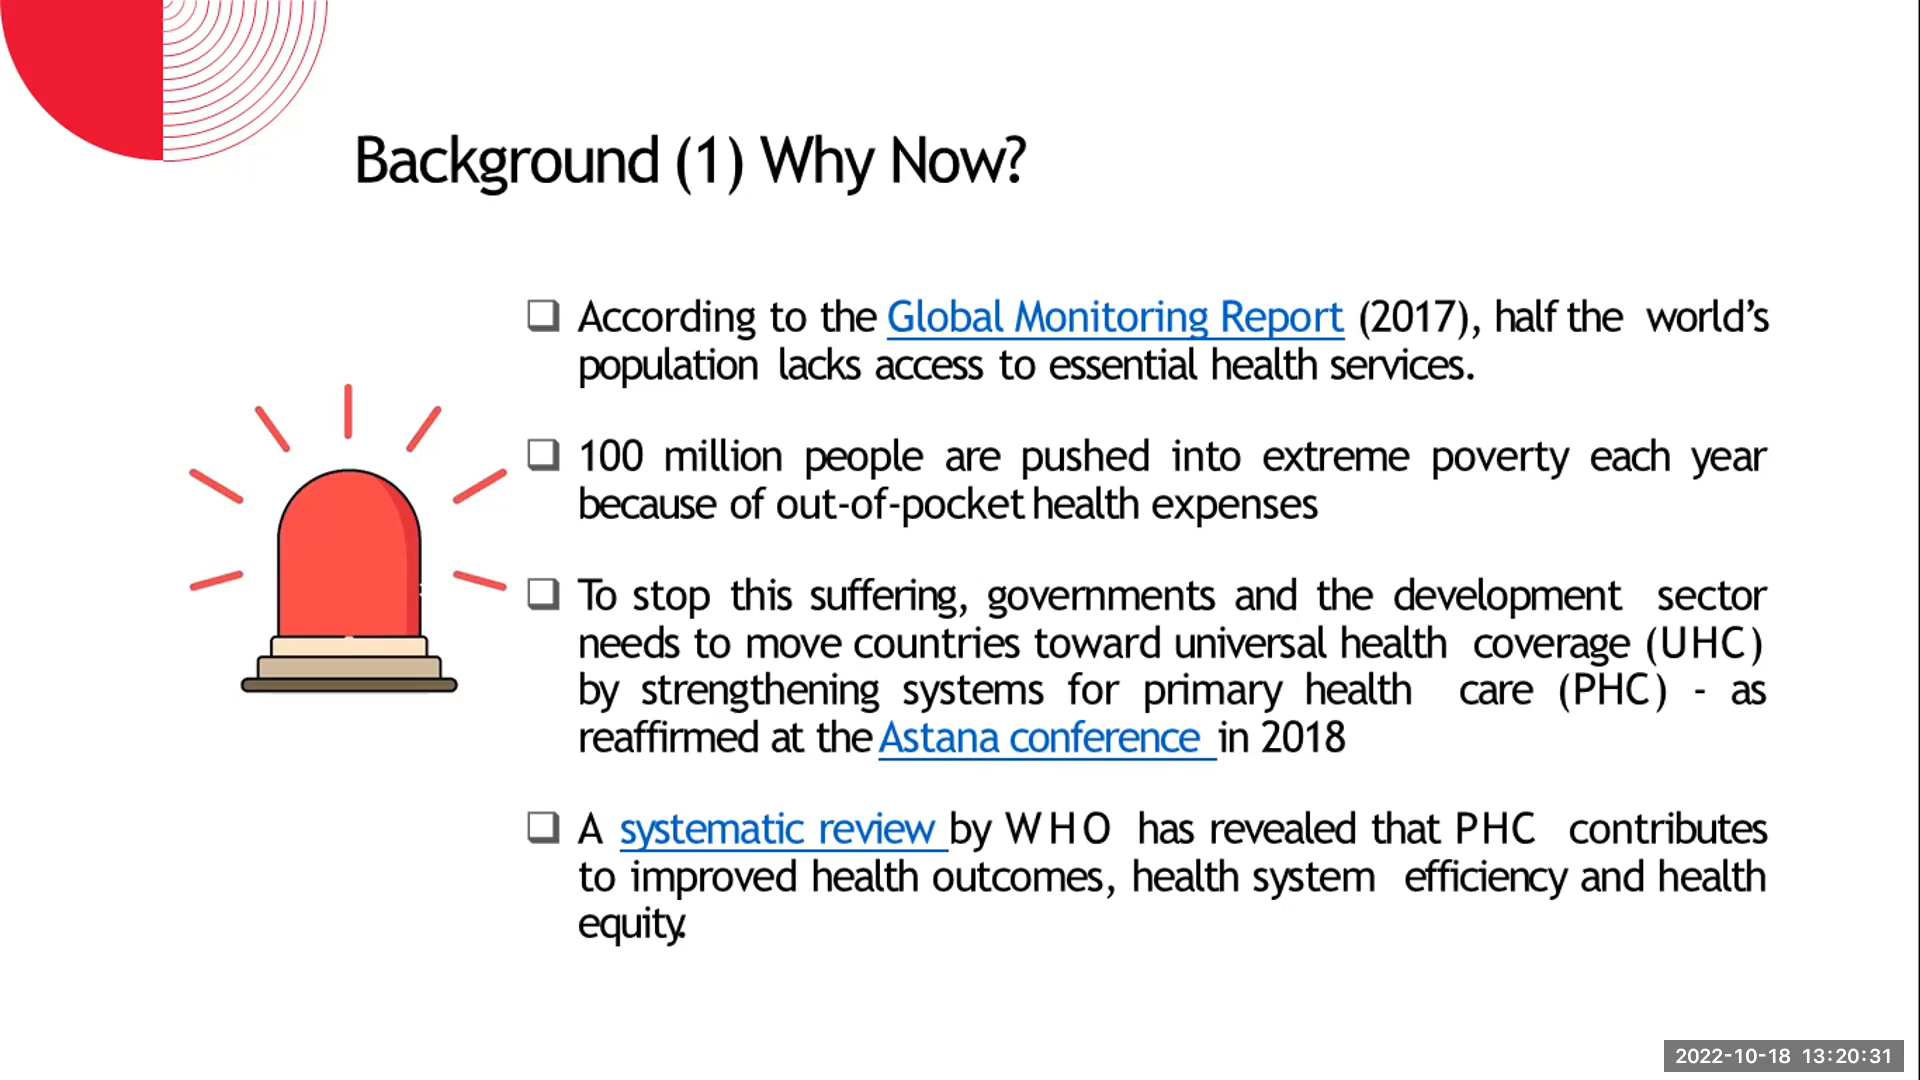 Background (1) Why Now?
According to the Global Monitoring Report (2017), half the world’s
population lacks access to essential health services.
100 million people are pushed into extreme poverty each year
because of out-of-pocket health expenses
To stop this suffering, governments and the development sector
needs to move countries toward universal health coverage (UHC)
by strengthening systems for primary health care (PHC) - as
reaffirmed at the Astana conference in 2018
A systematic review by WHO has revealed that PHC contributes
to improved health outcomes, health system efficiency and health
equity.
2022-10-18 13:20:31